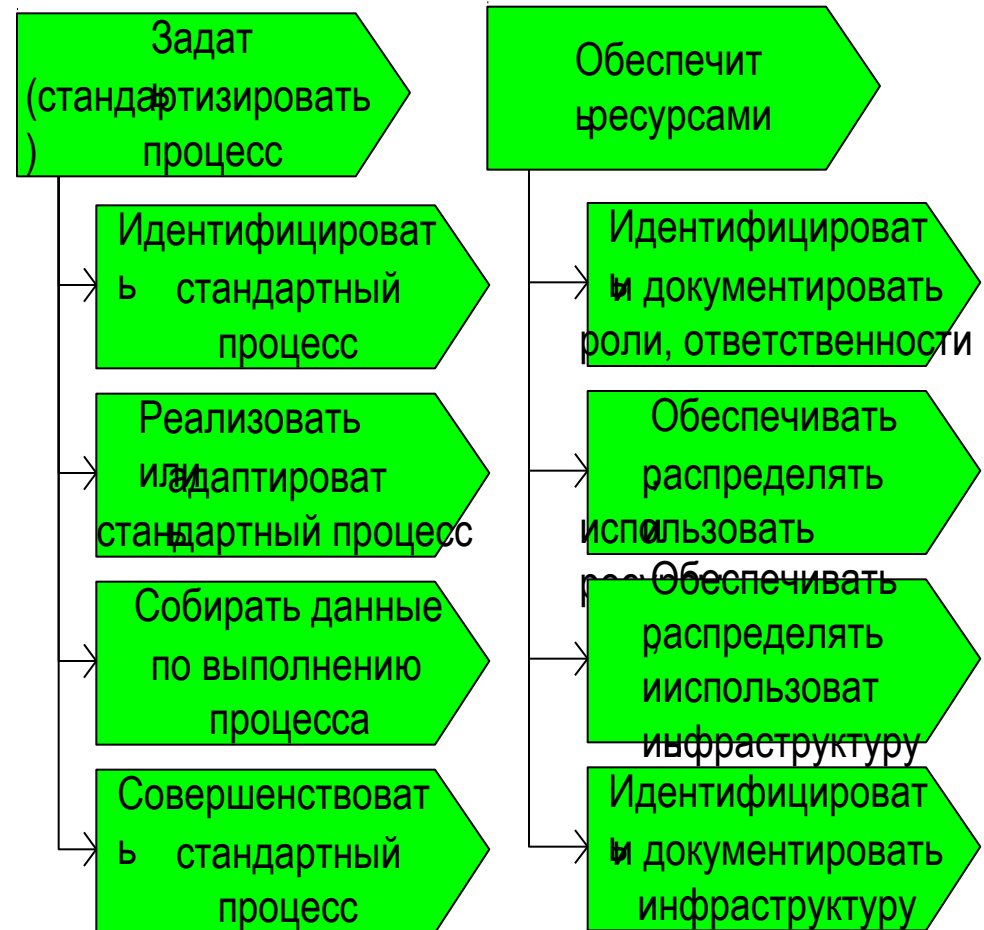 Задат
(стандартизировать
ь
) процесс
Идентифицироват
ь стандартный
процесс
Реализовать
или адаптироват
стандартный процесс
ь
Собирать данные
по выполнению
процесса
Совершенствоват
ь стандартный
процесс
Обеспечит
ь ресурсами
Идентифицироват
ь и документировать
роли, ответственности
Обеспечивать
, распределять
использовать
и
Обеспечивать
, распределять
и использоват
инфраструктуру
ь
Идентифицироват
ь и документировать
инфраструктуру